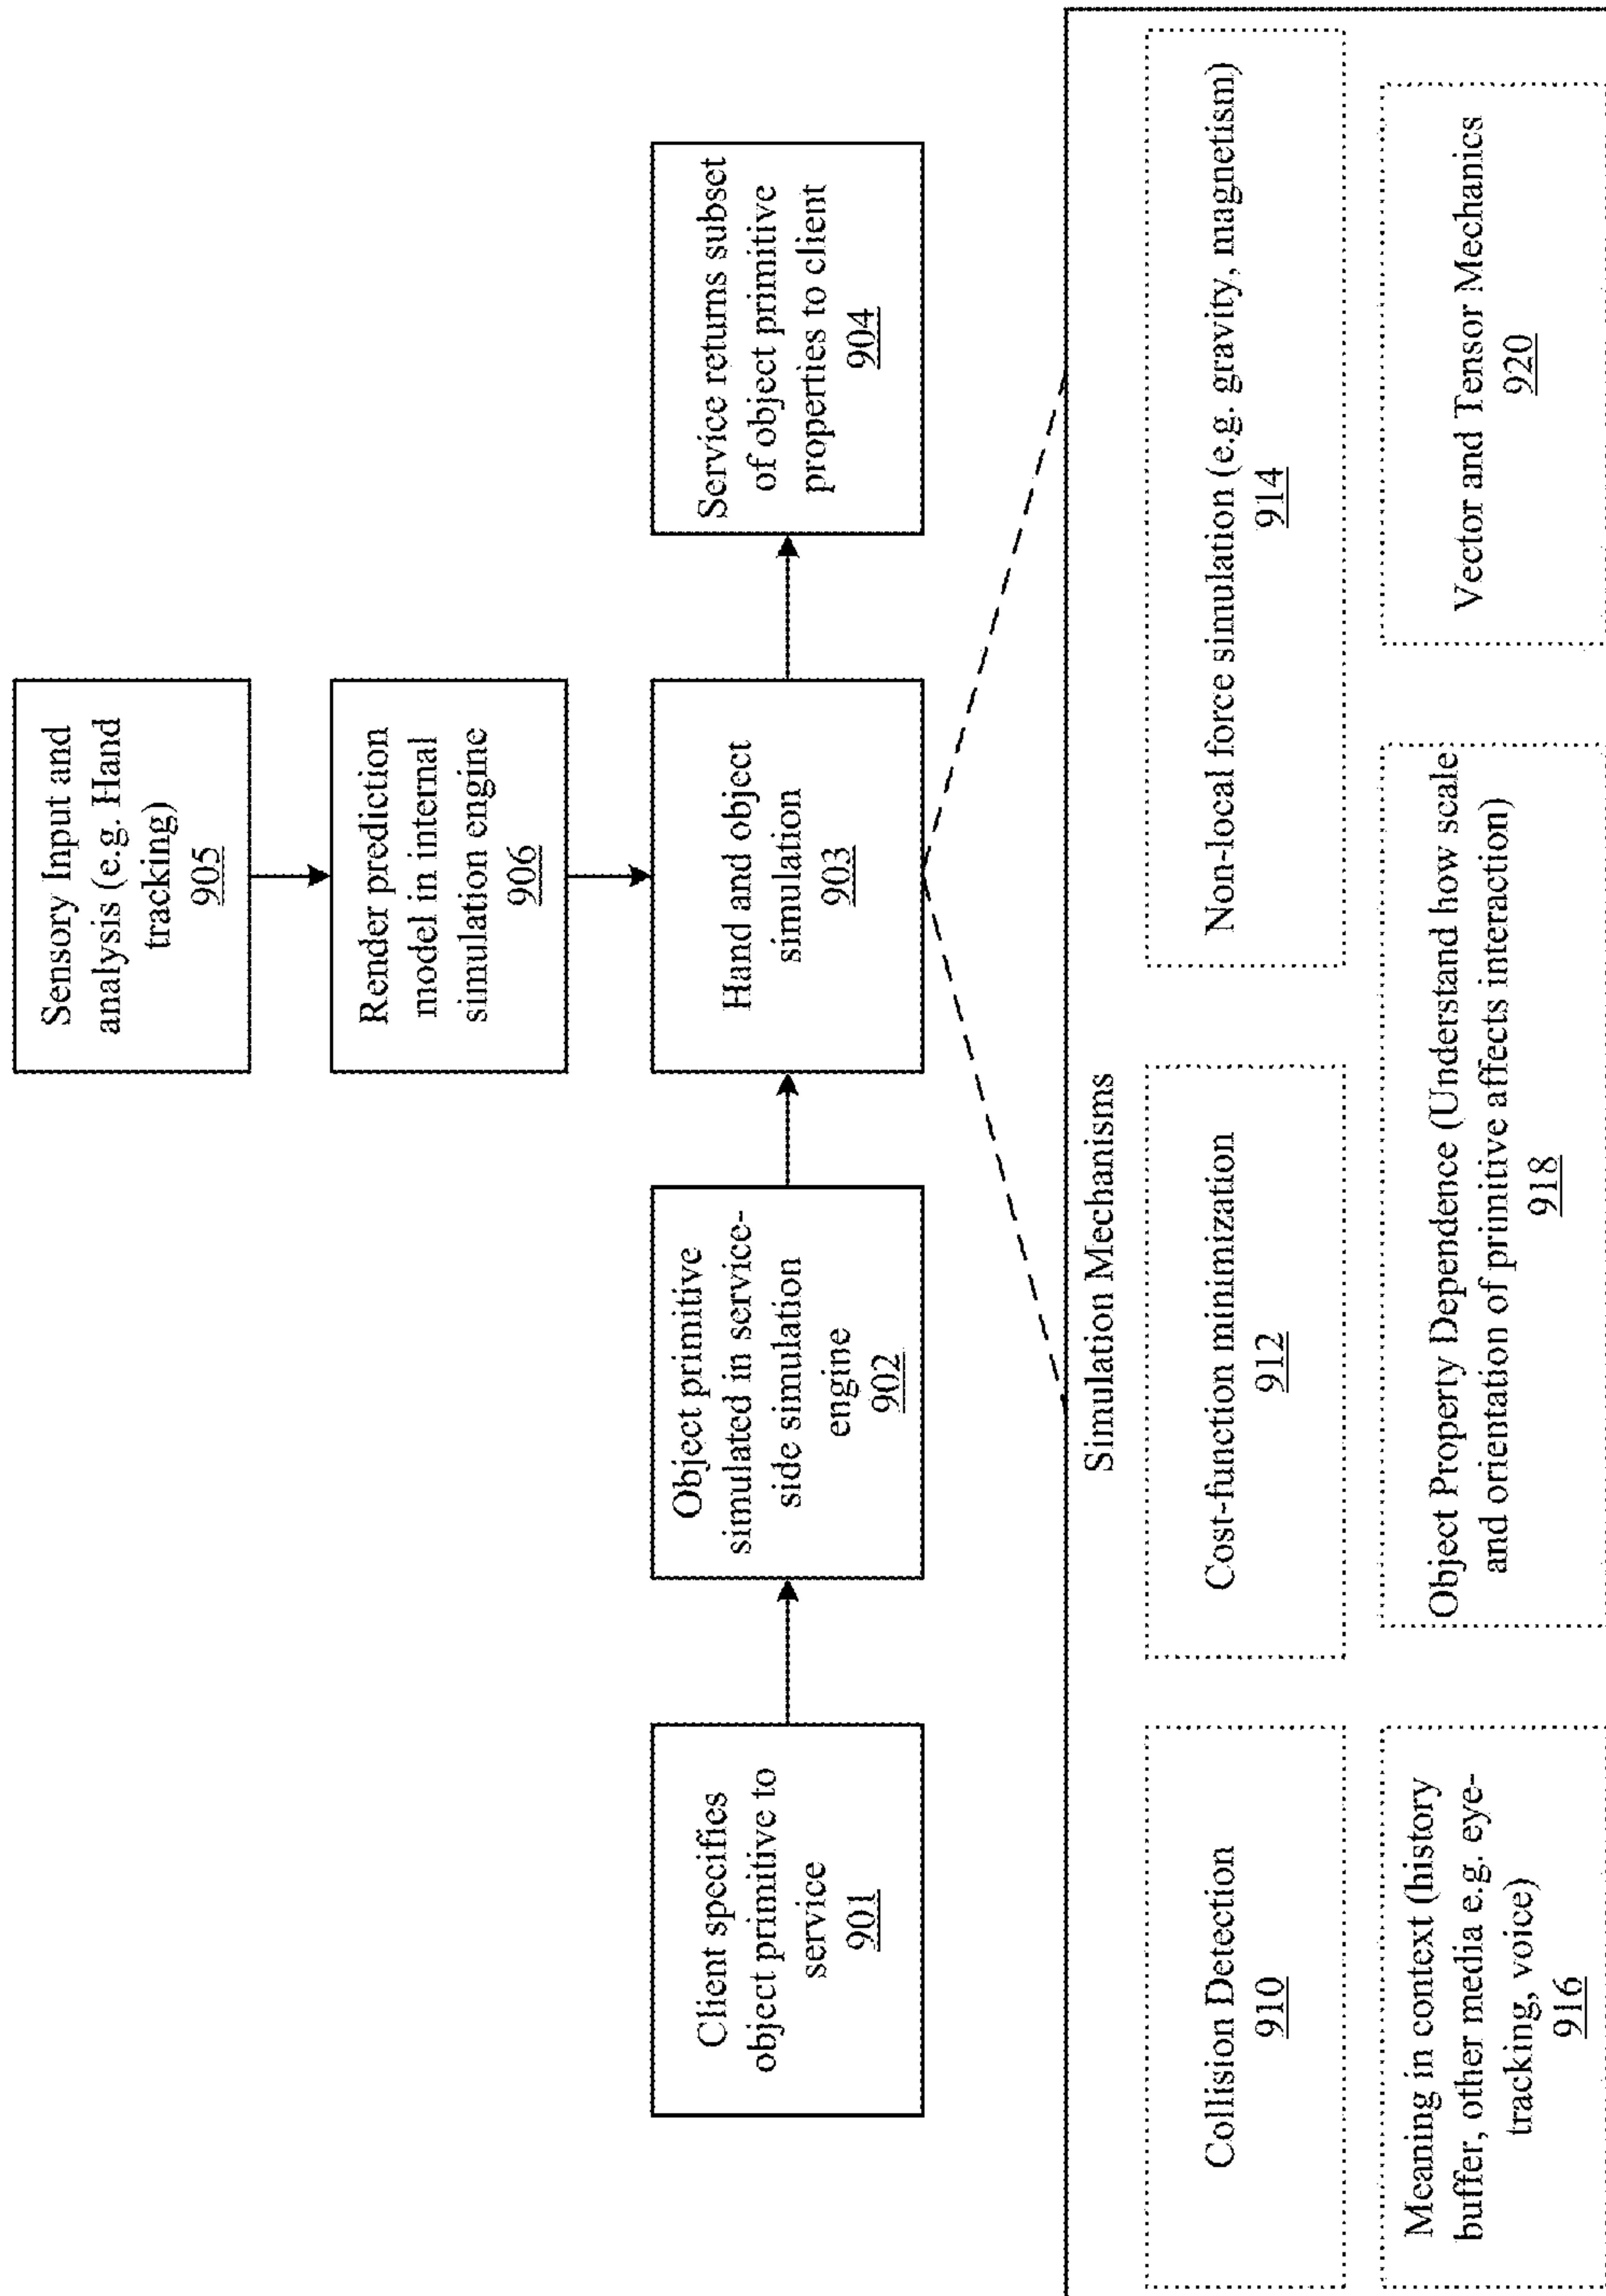 Sensory Input and
analysis (e.g. Hand
tracking)
905
Render prediction
model in internal
simulation engine
906
Client specifies
object primitive to
service
901
Object primitive
simulated in service-
side simulation
engine
902
Hand and object
simulation
903
Service returns subset
of object primitive
properties to client
904
Simulation Mechanisms
Collision Detection
910
Cost-function minimization
912
Non-local force simulation (e.g. gravity, magnetism)
914
Meaning in context (history
buffer, other media e.g. eye-
tracking, voice)
916
Object Property Dependence (Understand how scale
and orientation of primitive affects interaction)
918
Vector and Tensor Mechanics
920